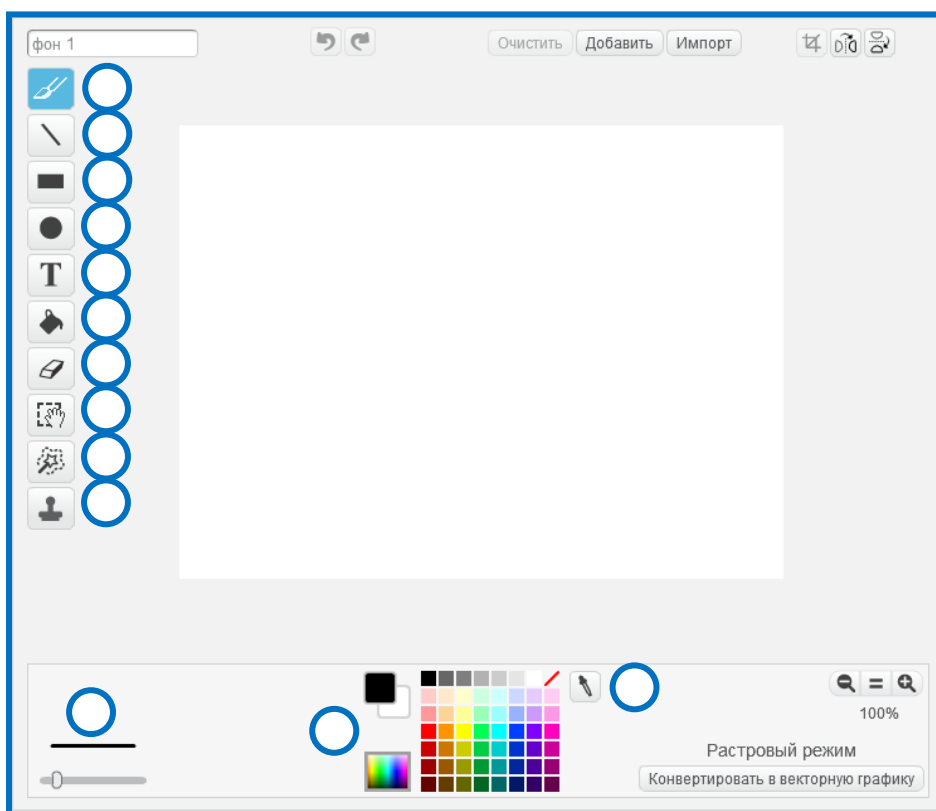 фон 1
Очистить
Добавить
Импорт
T
100%
Растровый режим
Конвертировать в векторную графику